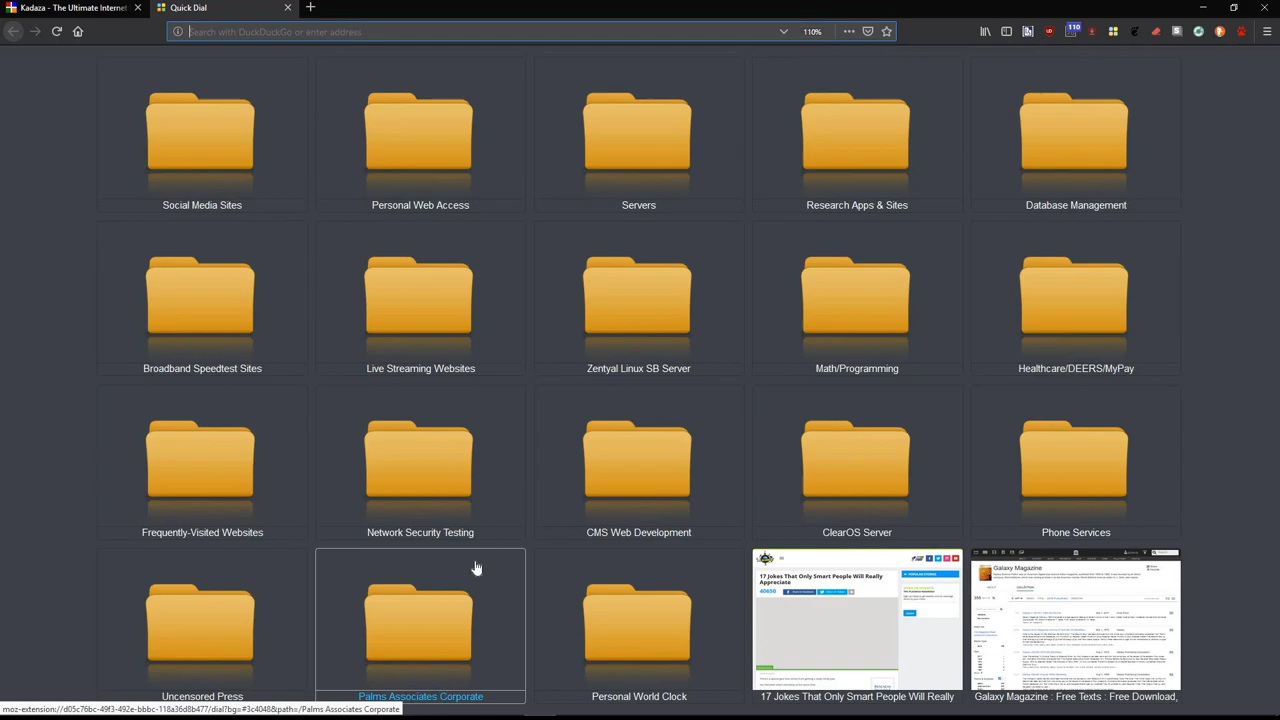 Kadaza - The Ultimate Internet
Quick Dial
Search with DuckDuckGo or enter address
110%
110
Social Media Sites
Personal Web Access
Servers
Research Apps & Sites
Database Management
Broadband Speedtest Sites
Live Streaming Websites
Zentyal Linux SB Server
Math/Programming
Healthcare/DEERS/MyPay
Frequently-Visited Websites
Network Security Testing
CMS Web Development
ClearOS Server
Phone Services
17 Jokes That Only Smart People Will Really
Appreciate
40650
Galaxy Magazine
Uncensored Press
Palms Associates Corporate
Personal World Clock
17 Jokes That Only Smart People Will Really
Galaxy Magazine : Free Texts : Free Download,
moz-extension://d05c76bc-49f3-492e-bbbc-118a36d8b477/dial?bg=#3c4048&path=/Palms Associates Corporate